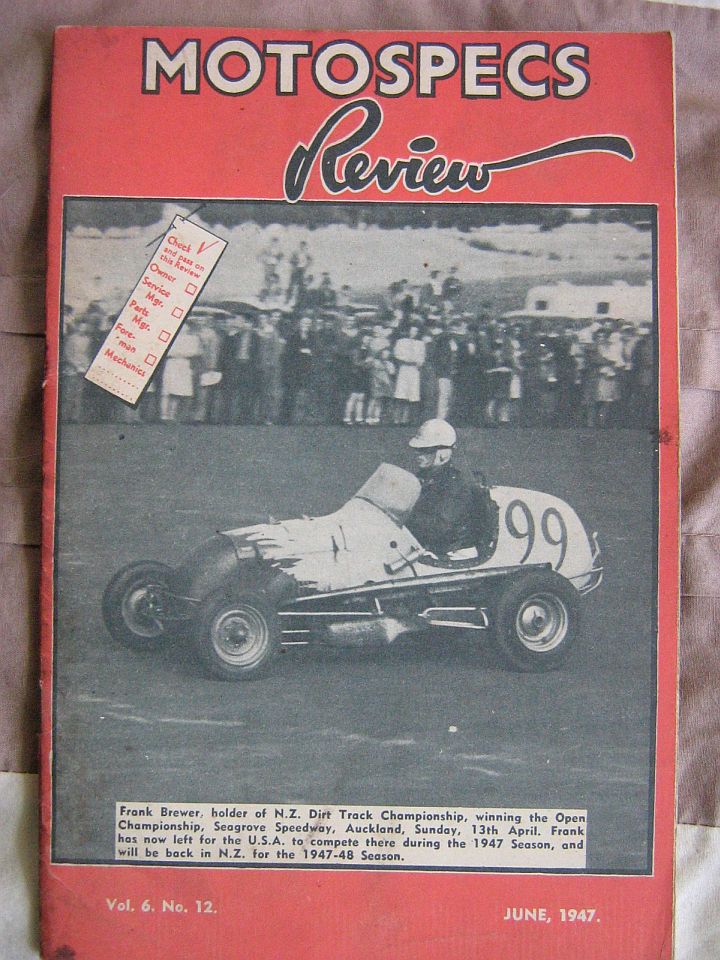 MOTOSPECS
Review
Check ✓
and pass on
this Review
Owner
Service
Mgr.
Parts
Mgr.
Fore-
man
Mechanics
99
Frank Brewer, holder of N.Z. Dirt Track Championship, winning the Open
Championship, Seagrove Speedway, Auckland, Sunday, 13th April. Frank
has now left for the U.S.A. to compete there during the 1947 Season, and
will be back in N.Z. for the 1947-48 Season.
Vol. 6. No. 12.
JUNE, 1947.